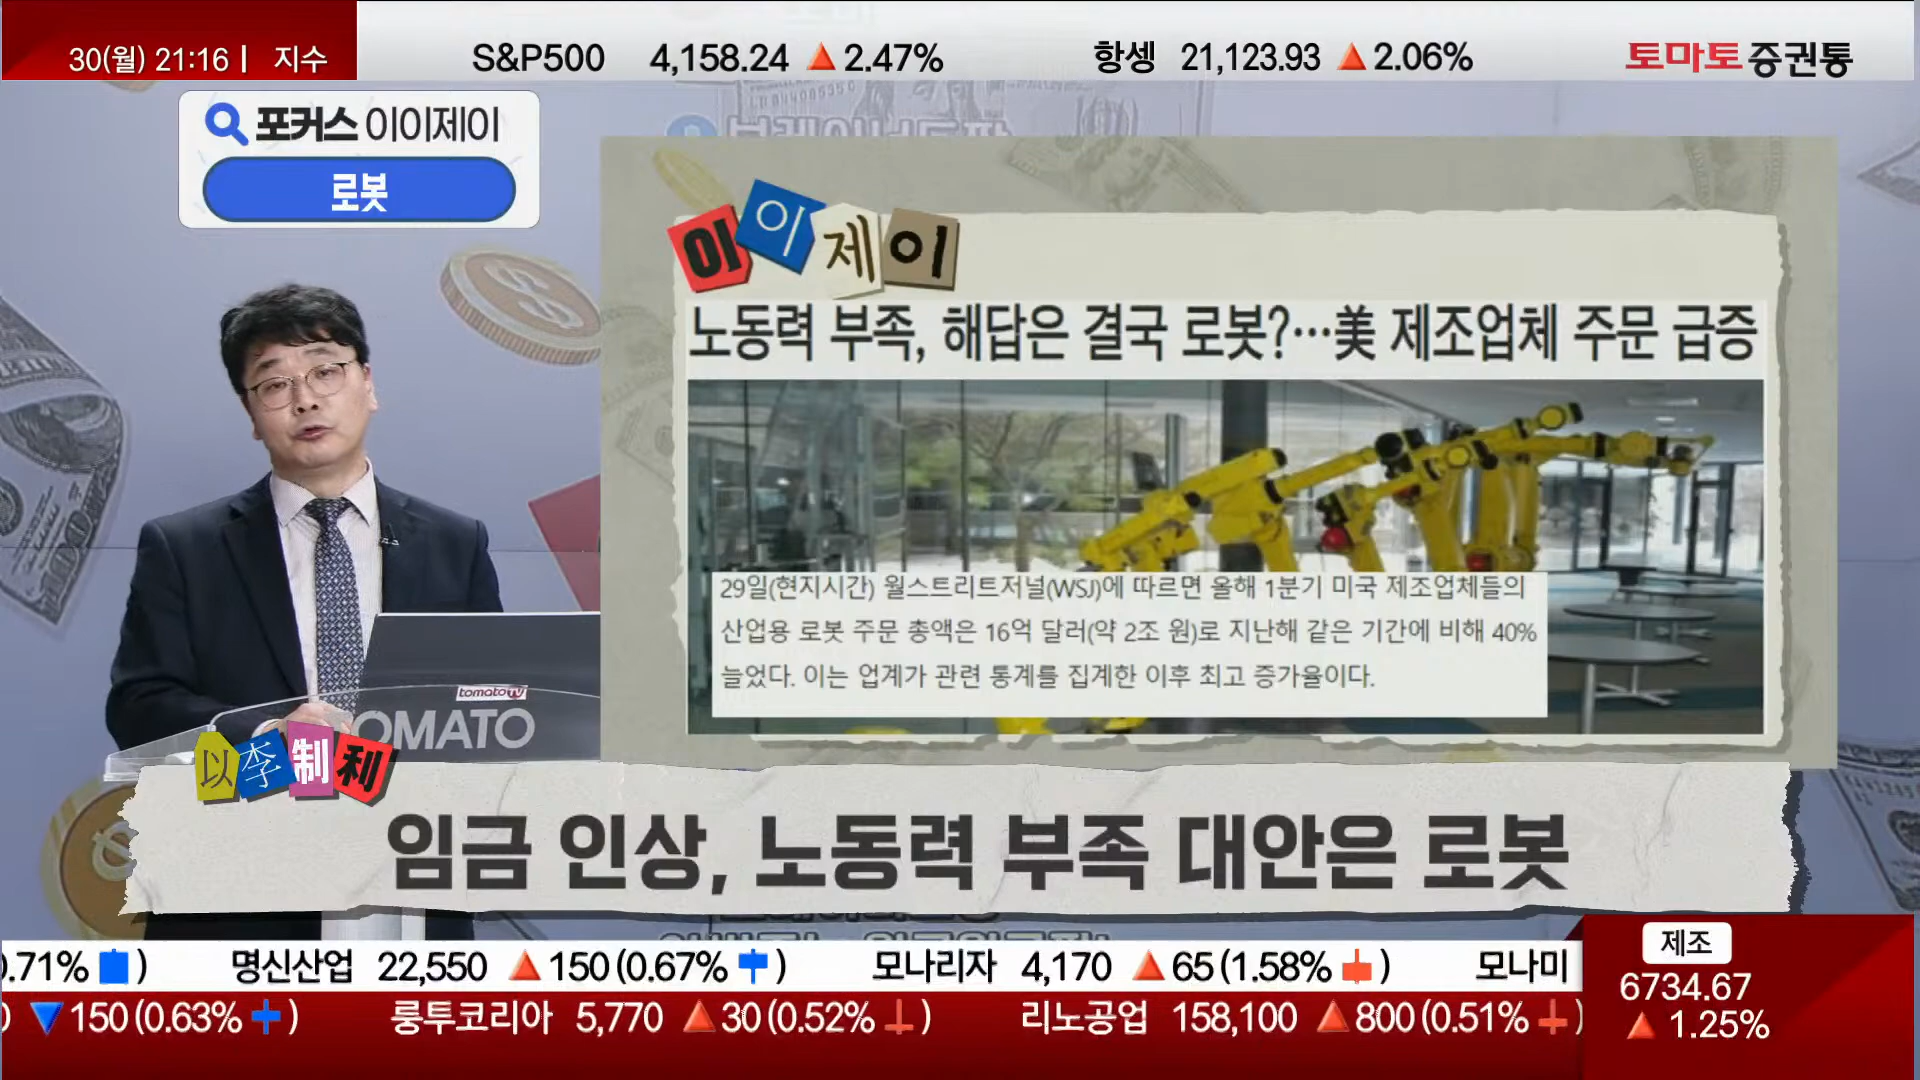 30(월) 21:16 | 지수
S&P500 4,158.24 ▲ 2.47%
항셍 21,123.93 ▲ 2.06%
토마토증권통
포커스 이이제이
로봇
이이제이
노동력 부족, 해답은 결국 로봇?…美 제조업체 주문 급증
29일(현지시간) 월스트리트저널(WSJ)에 따르면 올해 1분기 미국 제조업체들의
산업용 로봇 주문 총액은 16억 달러(약 2조 원)로 지난해 같은 기간에 비해 40%
늘었다. 이는 업계가 관련 통계를 집계한 이후 최고 증가율이다.
tomatoTV
TOMATO
以李制利
임금 인상, 노동력 부족 대안은 로봇
0.71% ) 명신산업 22,550 ▲ 150 (0.67% ) 모나리자 4,170 ▲ 65 (1.58% ) 모나미
▼ 150 (0.63% ) 룽투코리아 5,770 ▲ 30 (0.52% ) 리노공업 158,100 ▲ 800 (0.51% )
제조
6734.67
▲ 1.25%